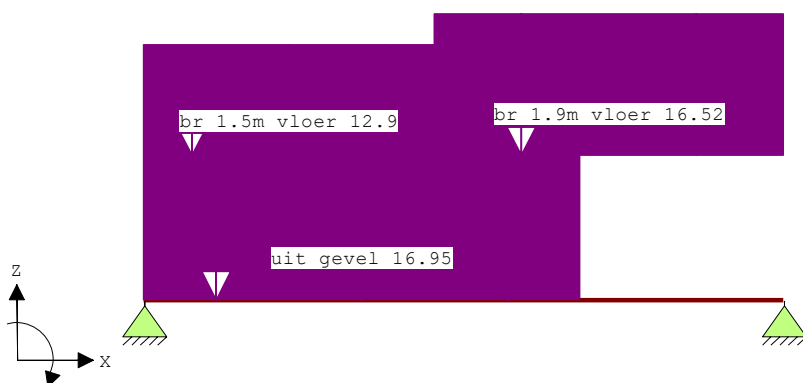 br 1.5m vloer 12.9
br 1.9m vloer 16.52
uit gevel 16.95
Z
X